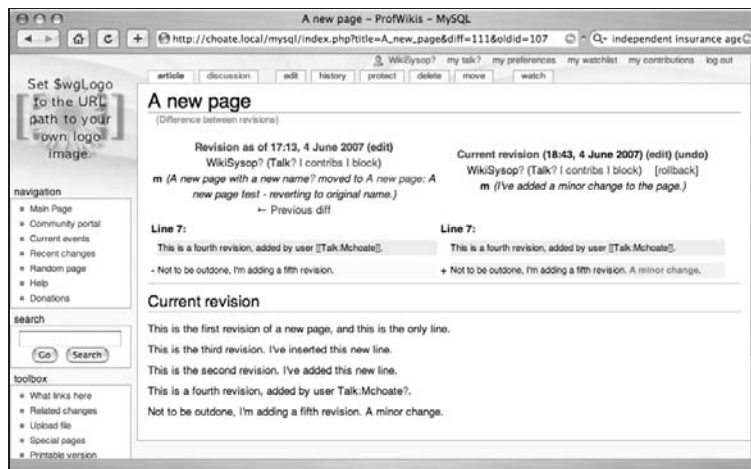 A new page – ProfWikis – MySQL
http://choate.local/mysql/index.php?title=A_new_page&diff=111&oldid=107
independent insurance age
WikiSysop? my talk? my preferences my watchlist my contributions log out
article discussion edit history protect delete move watch
Set $wgLogo
to the URL
path to your
own logo
image.
navigation
Main Page
Community portal
Current events
Recent changes
Random page
Help
Donations
search
Go Search
toolbox
What links here
Related changes
Upload file
Special pages
Printable version
A new page
(Difference between revisions)
Revision as of 17:13, 4 June 2007 (edit)
WikiSysop? (Talk? | contribs | block)
m (A new page with a new name? moved to A new page: A
new page test - reverting to original name.)
← Previous diff
Current revision (18:43, 4 June 2007) (edit) (undo)
WikiSysop? (Talk? | contribs | block) [rollback]
m (I've added a minor change to the page.)
Line 7:
Line 7:
This is a fourth revision, added by user [[Talk:Mchoate]].
This is a fourth revision, added by user [[Talk:Mchoate]].
- Not to be outdone, I'm adding a fifth revision.
+ Not to be outdone, I'm adding a fifth revision. A minor change.
Current revision
This is the first revision of a new page, and this is the only line.
This is the third revision. I've inserted this new line.
This is the second revision. I've added this new line.
This is a fourth revision, added by user Talk:Mchoate?.
Not to be outdone, I'm adding a fifth revision. A minor change.